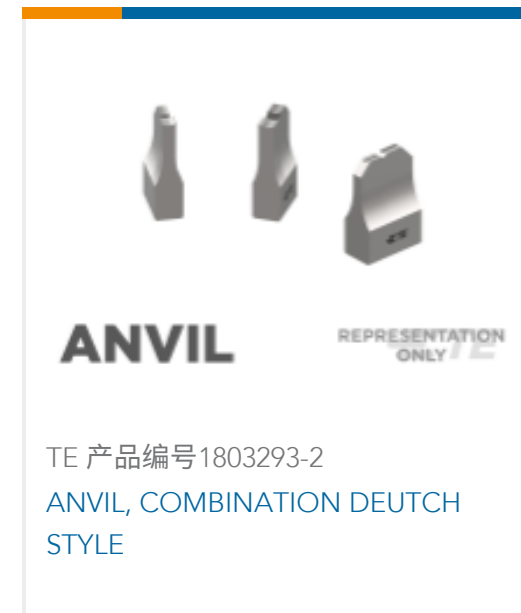 ANVIL
REPRESENTATION
ONLY
TE
TE 产品编号1803293-2
ANVIL, COMBINATION DEUTCH
STYLE